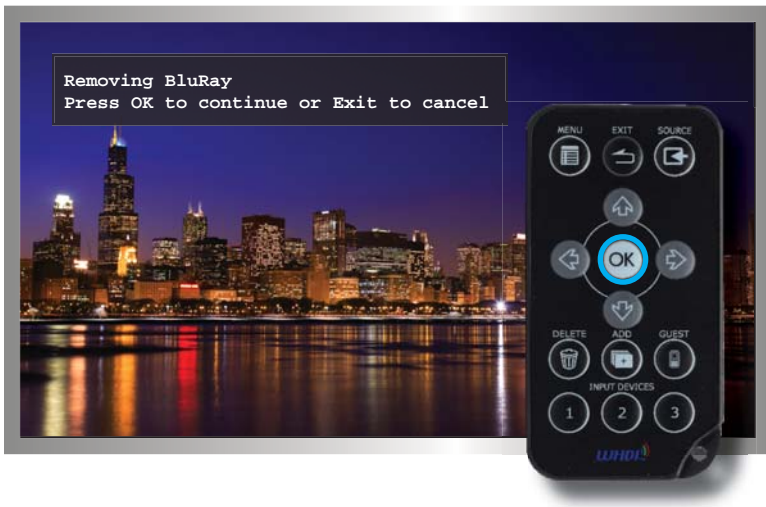 Removing BluRay
Press OK to continue or Exit to cancel
MENU EXIT SOURCE
OK
DELETE ADD GUEST
INPUT DEVICES
1 2 3
WHDI